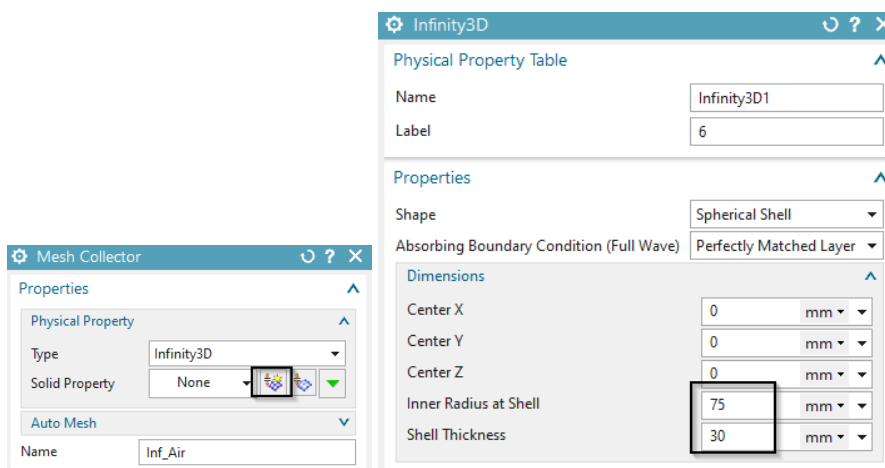 Mesh Collector
Properties
Physical Property
Type Infinity3D
Solid Property None
Auto Mesh
Name Inf_Air
Infinity3D
Physical Property Table
Name Infinity3D1
Label 6
Properties
Shape Spherical Shell
Absorbing Boundary Condition (Full Wave) Perfectly Matched Layer
Dimensions
Center X 0 mm
Center Y 0 mm
Center Z 0 mm
Inner Radius at Shell 75 mm
Shell Thickness 30 mm